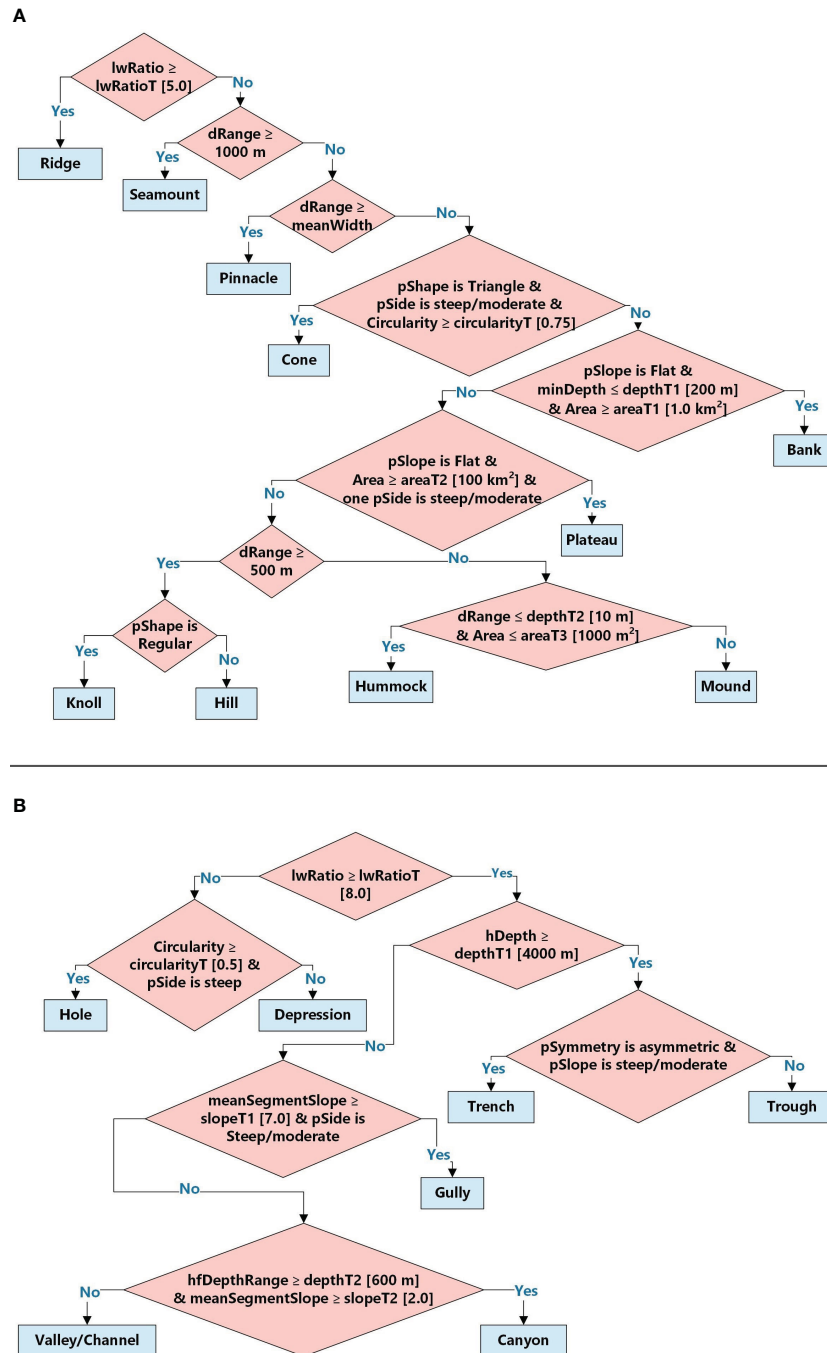 A
lwRatio ≥
lwRatioT [5.0]
No
Yes
dRange ≥
1000 m
Ridge
Yes
No
Seamount
dRange ≥
meanWidth
No
Yes
Pinnacle
pShape is Triangle &
pSide is steep/moderate &
Circularity ≥ circularityT [0.75]
No
Yes
Cone
pSlope is Flat &
minDepth ≤ depthT1 [200 m]
& Area ≥ areaT1 [1.0 km²]
No
Yes
Bank
pSlope is Flat &
Area ≥ areaT2 [100 km²] &
one pSide is steep/moderate
No
Yes
Plateau
dRange ≥
500 m
Yes
No
pShape is
Regular
dRange ≤ depthT2 [10 m]
& Area ≤ areaT3 [1000 m²]
Yes
No
Yes
No
Knoll
Hill
Hummock
Mound
B
lwRatio ≥ lwRatioT
[8.0]
No
Yes
Circularity ≥
circularityT [0.5] &
pSide is steep
hDepth ≥
depthT1 [4000 m]
Yes
No
Yes
Hole
Depression
No
pSymmetry is asymmetric &
pSlope is steep/moderate
Yes
No
Trench
Trough
meanSegmentSlope ≥
slopeT1 [7.0] & pSide is
Steep/moderate
Yes
No
Gully
hfDepthRange ≥ depthT2 [600 m]
& meanSegmentSlope ≥ slopeT2 [2.0]
No
Yes
Valley/Channel
Canyon